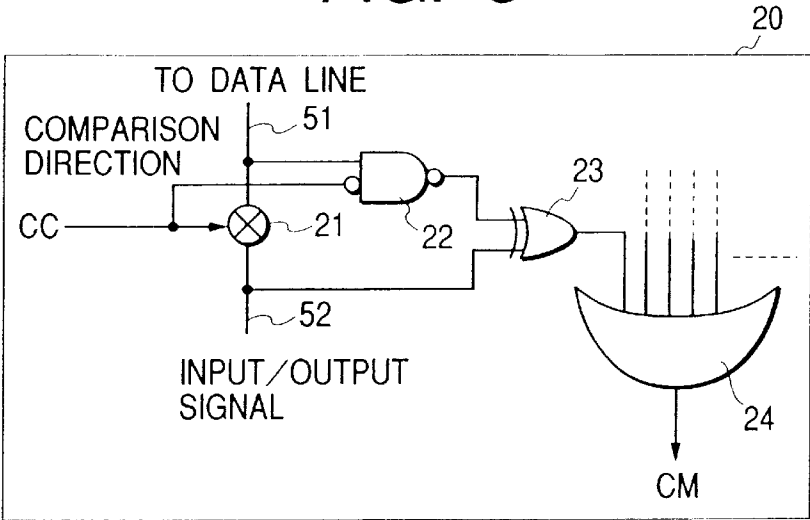 20
TO DATA LINE
51
COMPARISON
DIRECTION
23
CC
21
22
52
INPUT/OUTPUT
SIGNAL
24
CM